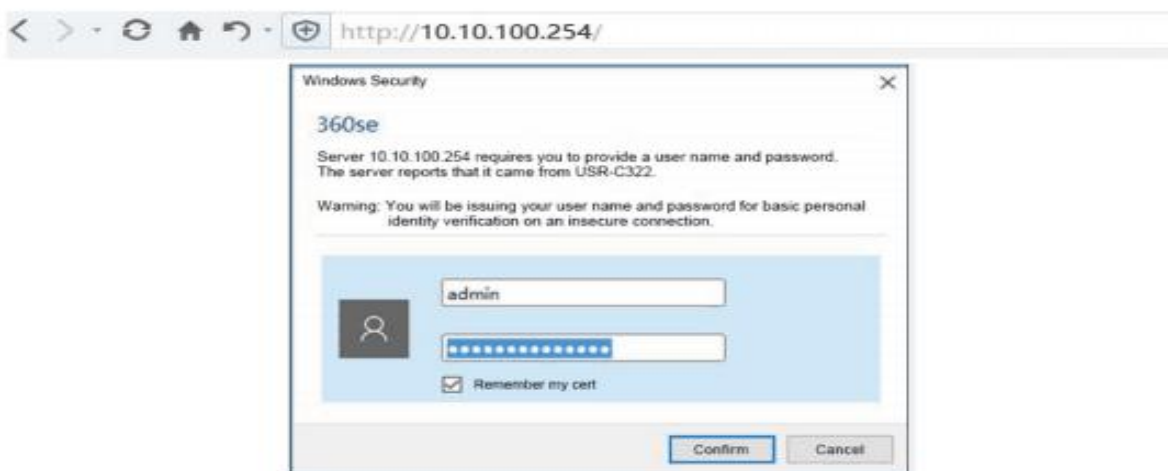 http://10.10.100.254/
Windows Security
360se
Server 10.10.100.254 requires you to provide a user name and password.
The server reports that it came from USR-C322.
Warning: You will be issuing your user name and password for basic personal
identity verification on an insecure connection.
admin
Remember my cert
Confirm
Cancel